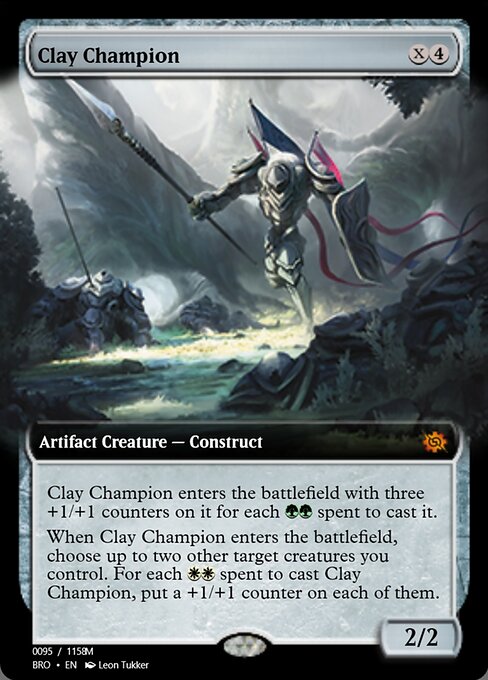 Clay Champion X4
Artifact Creature — Construct
Clay Champion enters the battlefield with three
+1/+1 counters on it for each spent to cast it.
When Clay Champion enters the battlefield,
choose up to two other target creatures you
control. For each spent to cast Clay
Champion, put a +1/+1 counter on each of them.
2/2
0095 / 1158M
BRO • EN Leon Tukker